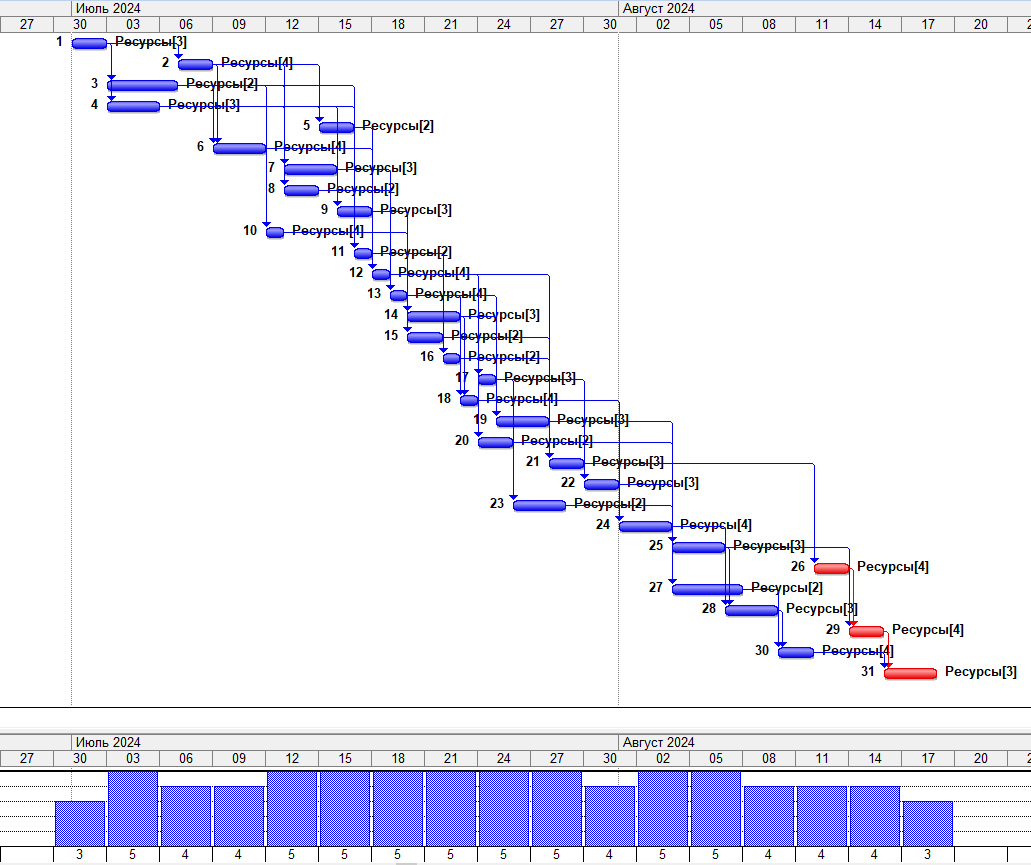 Июль 2024 Август 2024
27 30 03 06 09 12 15 18 21 24 27 30 02 05 08 11 14 17 20 2
1 Ресурсы[3]
2 Ресурсы[4]
3 Ресурсы[2]
4 Ресурсы[3]
5 Ресурсы[2]
6 Ресурсы[4]
7 Ресурсы[3]
8 Ресурсы[2]
9 Ресурсы[3]
10 Ресурсы[4]
11 Ресурсы[2]
12 Ресурсы[4]
13 Ресурсы[4]
14 Ресурсы[3]
15 Ресурсы[2]
16 Ресурсы[2]
17 Ресурсы[3]
18 Ресурсы[4]
19 Ресурсы[3]
20 Ресурсы[2]
21 Ресурсы[3]
22 Ресурсы[3]
23 Ресурсы[2]
24 Ресурсы[4]
25 Ресурсы[3]
26 Ресурсы[4]
27 Ресурсы[2]
28 Ресурсы[3]
29 Ресурсы[4]
30 Ресурсы[4]
31 Ресурсы[3]
Июль 2024 Август 2024
27 30 03 06 09 12 15 18 21 24 27 30 02 05 08 11 14 17 20 2
3 5 4 4 5 5 5 5 5 5 4 5 5 4 4 4 3